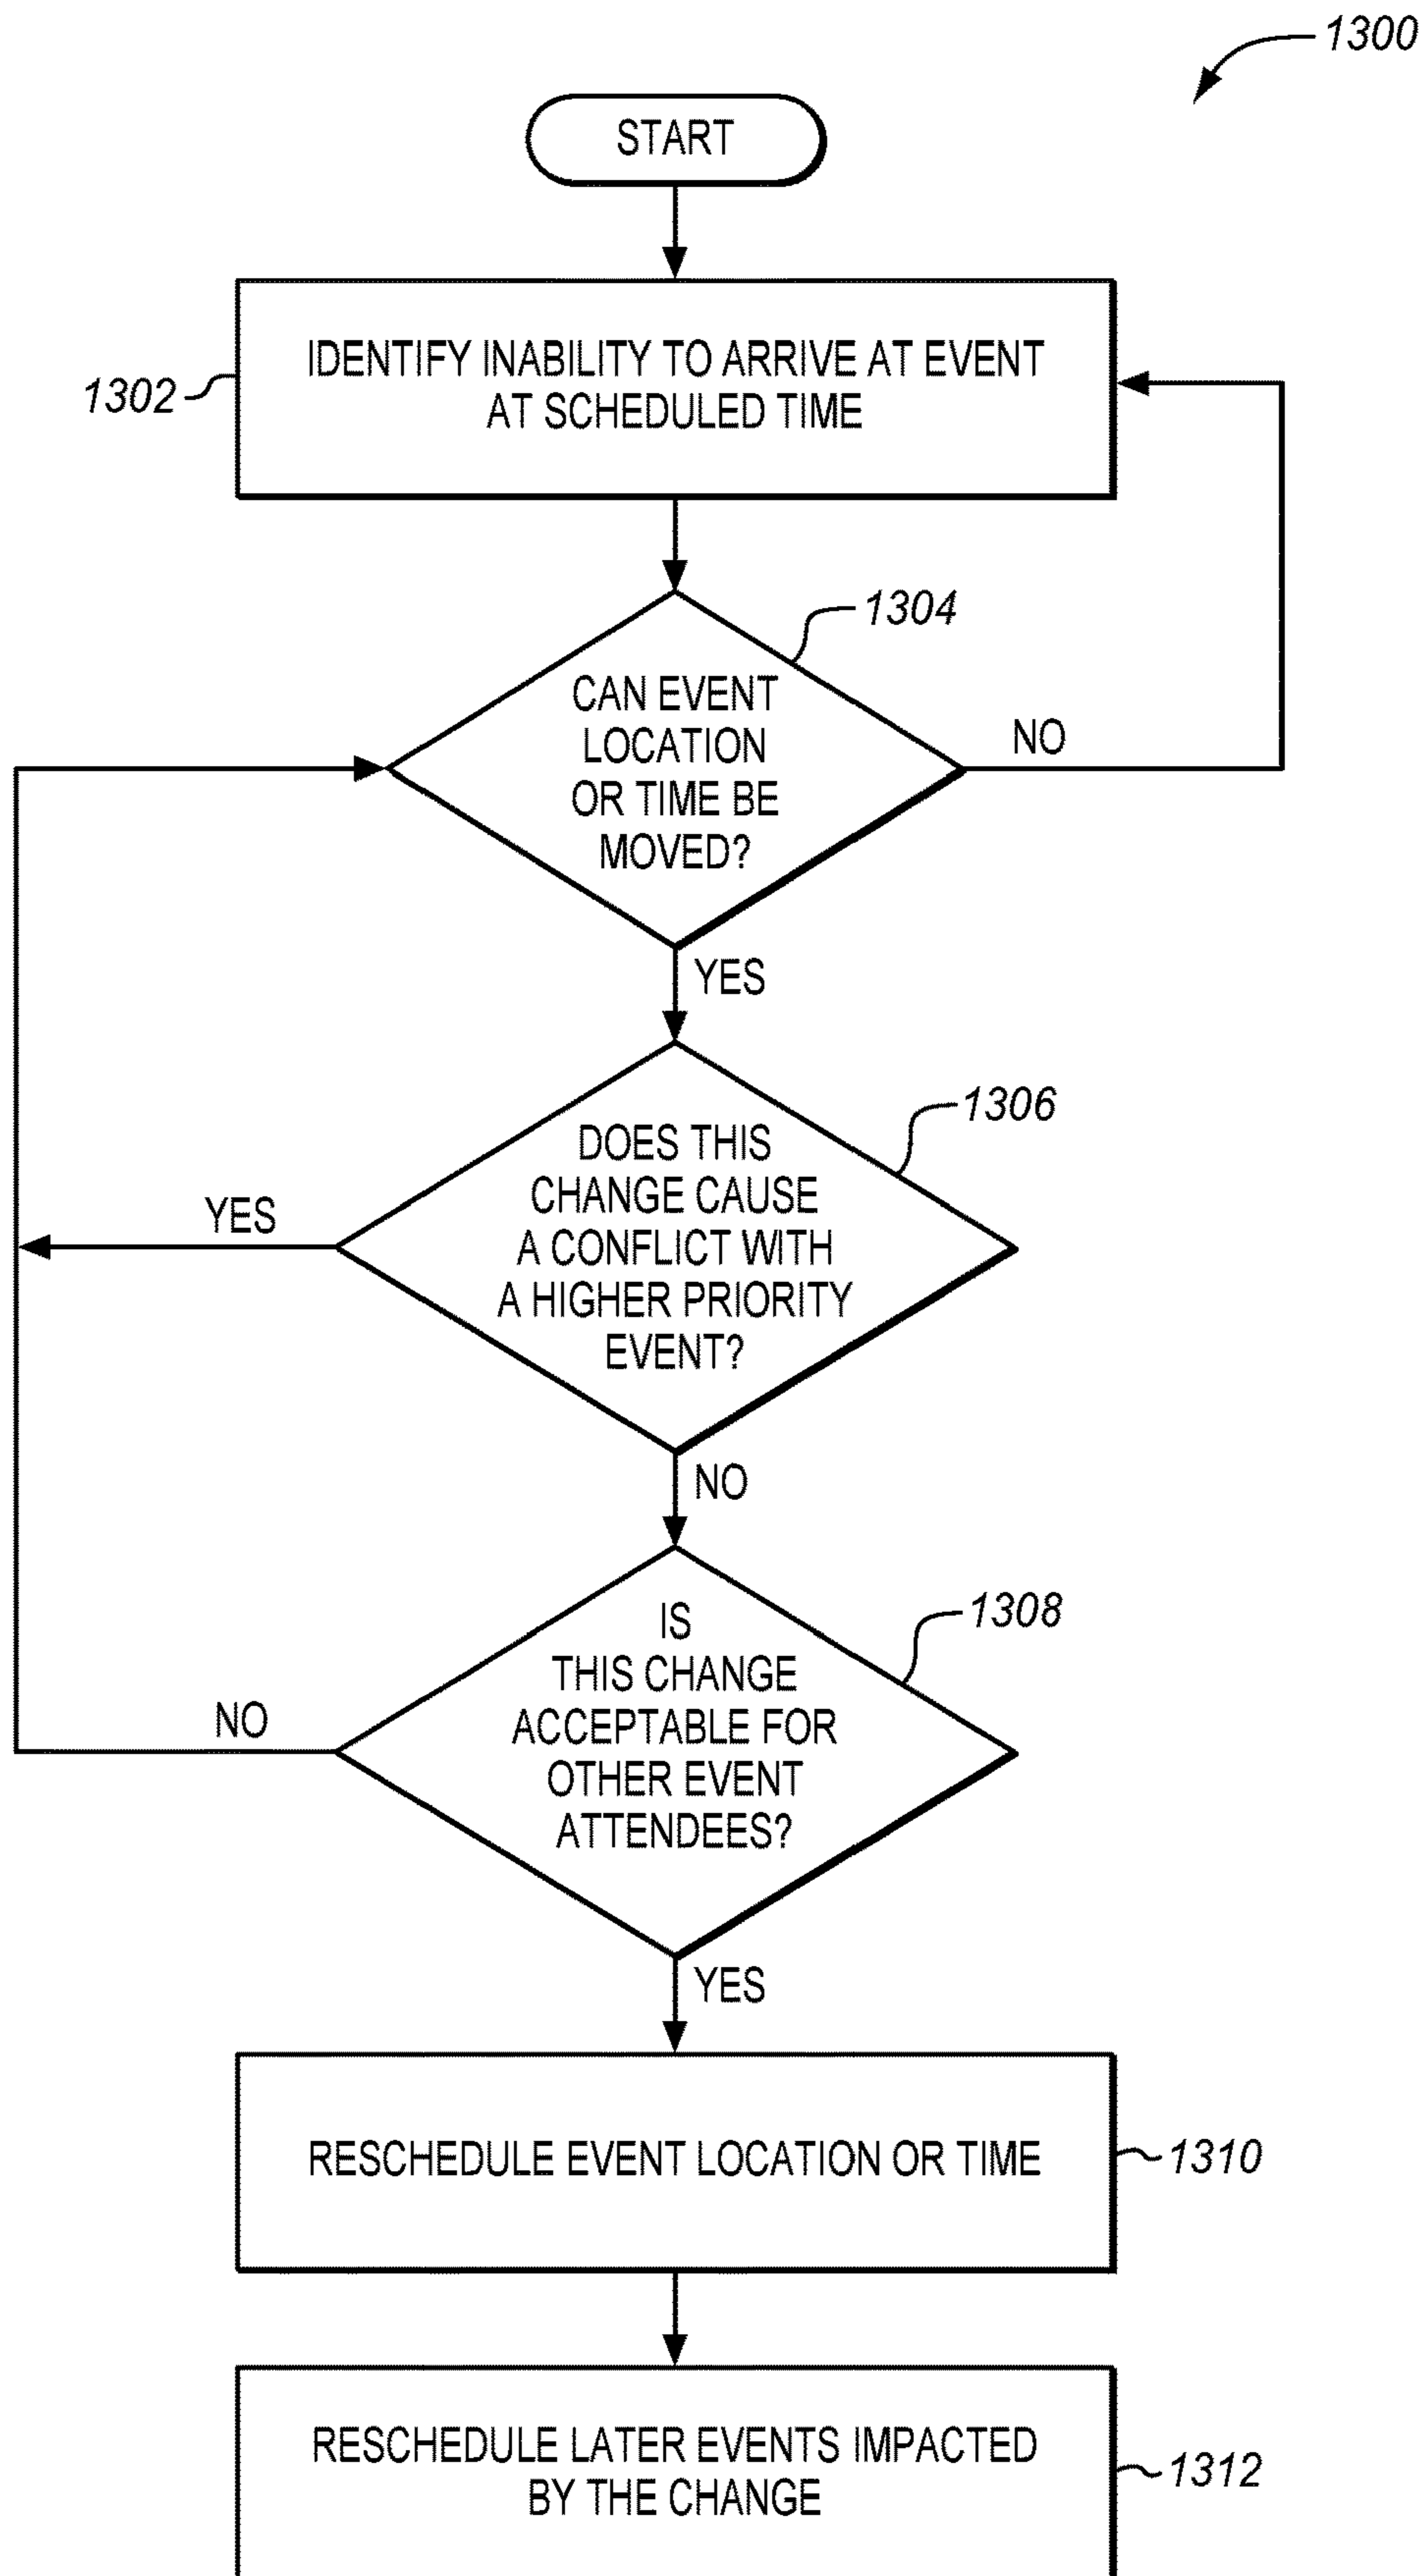 1300
START
IDENTIFY INABILITY TO ARRIVE AT EVENT
AT SCHEDULED TIME
1302
1304
CAN EVENT
LOCATION
OR TIME BE
MOVED?
NO
YES
1306
DOES THIS
CHANGE CAUSE
A CONFLICT WITH
A HIGHER PRIORITY
EVENT?
YES
NO
1308
IS
THIS CHANGE
ACCEPTABLE FOR
OTHER EVENT
ATTENDEES?
NO
YES
RESCHEDULE EVENT LOCATION OR TIME
1310
RESCHEDULE LATER EVENTS IMPACTED
BY THE CHANGE
1312